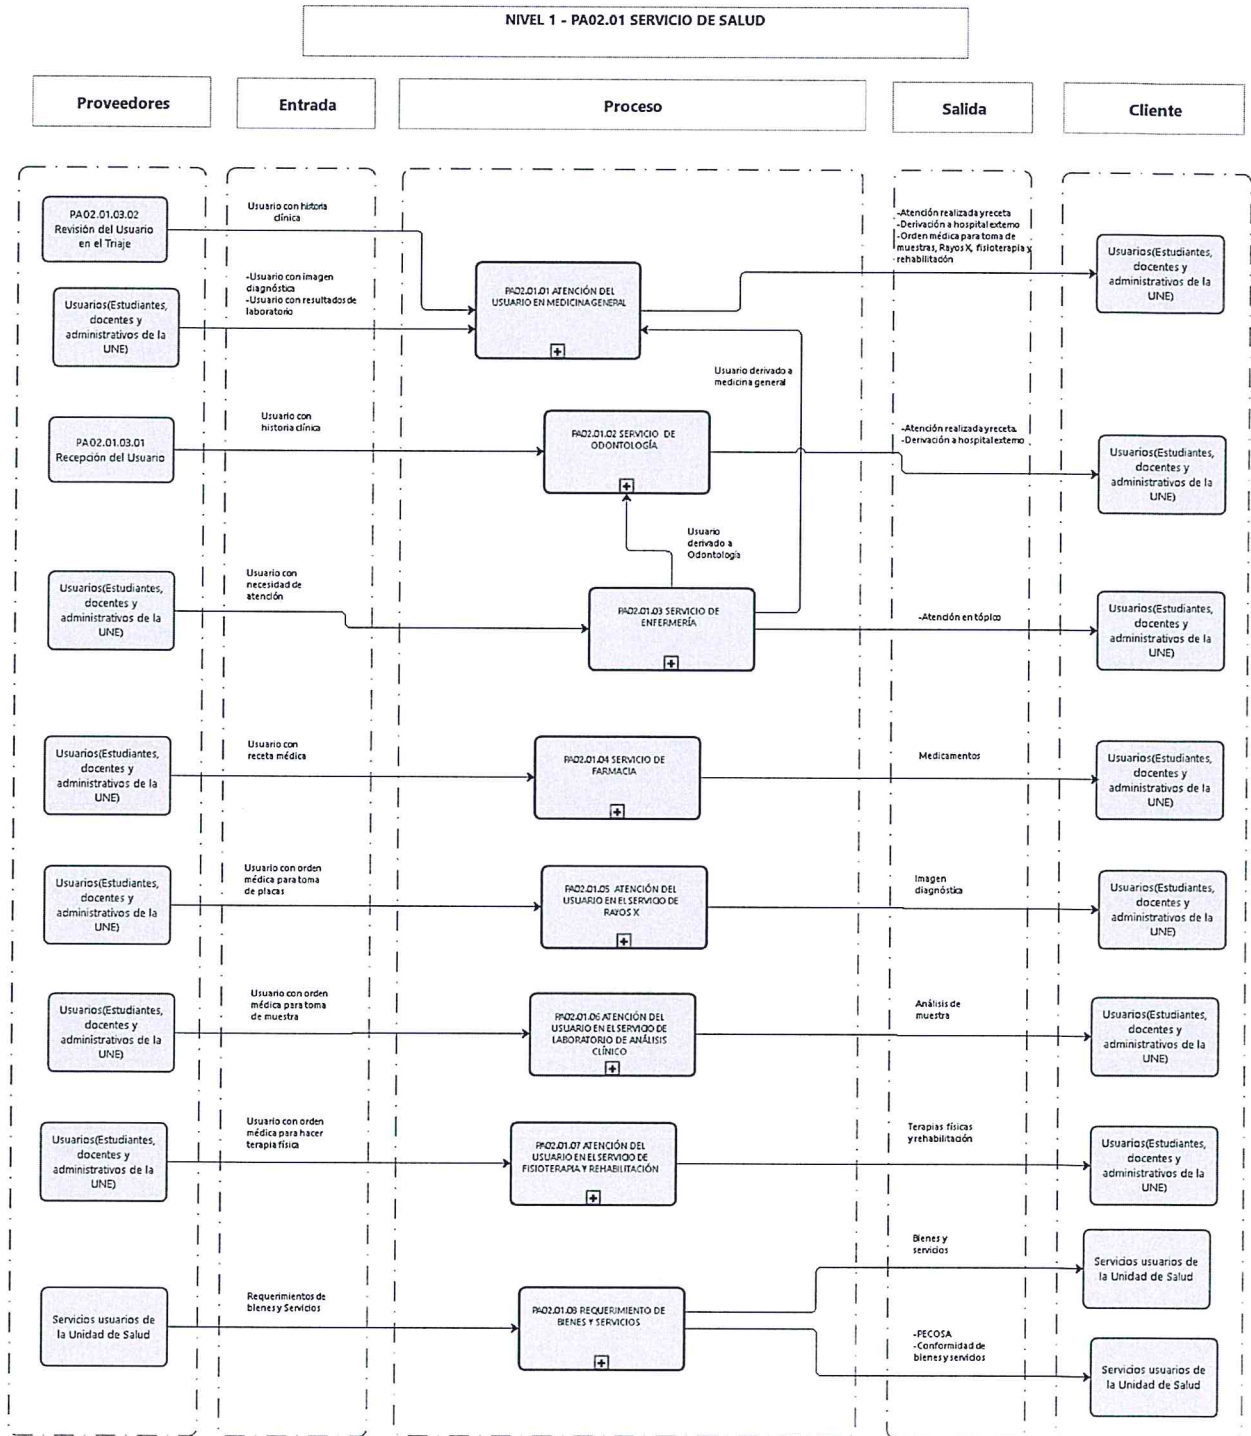 NIVEL 1 - PA02.01 SERVICIO DE SALUD
Proveedores
Entrada
Proceso
Salida
Cliente
PA02.01.03.02
Revisión del Usuario
en el Triaje
Usuario con historia
clínica
-Usuario con imagen
diagnóstica
-Usuario con resultados de
laboratorio
Usuarios(Estudiantes,
docentes y
administrativos de la
UNE)
PA02.01.01 ATENCIÓN DEL
USUARIO EN MEDICINA GENERAL
-Atención realizada y receta
-Derivación a hospital externo
-Orden médica para toma de
muestras, Rayos X, fisioterapia y
rehabilitación
Usuarios(Estudiantes,
docentes y
administrativos de la
UNE)
Usuario derivado a
medicina general
PA02.01.03.01
Recepción del Usuario
Usuario con
historia clínica
PA02.01.02 SERVICIO DE
ODONTOLOGÍA
-Atención realizada y receta.
-Derivación a hospital externo
Usuarios(Estudiantes,
docentes y
administrativos de la
UNE)
Usuario
derivado a
Odontología
Usuarios(Estudiantes,
docentes y
administrativos de la
UNE)
Usuario con
necesidad de
atención
PA02.01.03 SERVICIO DE
ENFERMERÍA
-Atención en tópico
Usuarios(Estudiantes,
docentes y
administrativos de la
UNE)
Usuarios(Estudiantes,
docentes y
administrativos de la
UNE)
Usuario con
receta médica
PA02.01.04 SERVICIO DE
FARMACIA
Medicamentos
Usuarios(Estudiantes,
docentes y
administrativos de la
UNE)
Usuarios(Estudiantes,
docentes y
administrativos de la
UNE)
Usuario con orden
médica para toma
de placas
PA02.01.05 ATENCIÓN DEL
USUARIO EN EL SERVICIO DE
RAYOS X
Imagen
diagnóstica
Usuarios(Estudiantes,
docentes y
administrativos de la
UNE)
Usuarios(Estudiantes,
docentes y
administrativos de la
UNE)
Usuario con orden
médica para toma
de muestra
PA02.01.06 ATENCIÓN DEL
USUARIO EN EL SERVICIO DE
LABORATORIO DE ANÁLISIS
CLÍNICO
Análisis de
muestra
Usuarios(Estudiantes,
docentes y
administrativos de la
UNE)
Usuarios(Estudiantes,
docentes y
administrativos de la
UNE)
Usuario con orden
médica para hacer
terapia física
PA02.01.07 ATENCIÓN DEL
USUARIO EN EL SERVICIO DE
FISIOTERAPIA Y REHABILITACIÓN
Terapias físicas
y rehabilitación
Usuarios(Estudiantes,
docentes y
administrativos de la
UNE)
Servicios usuarios de
la Unidad de Salud
Requerimientos de
bienes y Servicios
PA02.01.08 REQUERIMIENTO DE
BIENES Y SERVICIOS
Bienes y
servicios
Servicios usuarios de
la Unidad de Salud
-PECOSA
-Conformidad de
bienes y servicios
Servicios usuarios de
la Unidad de Salud